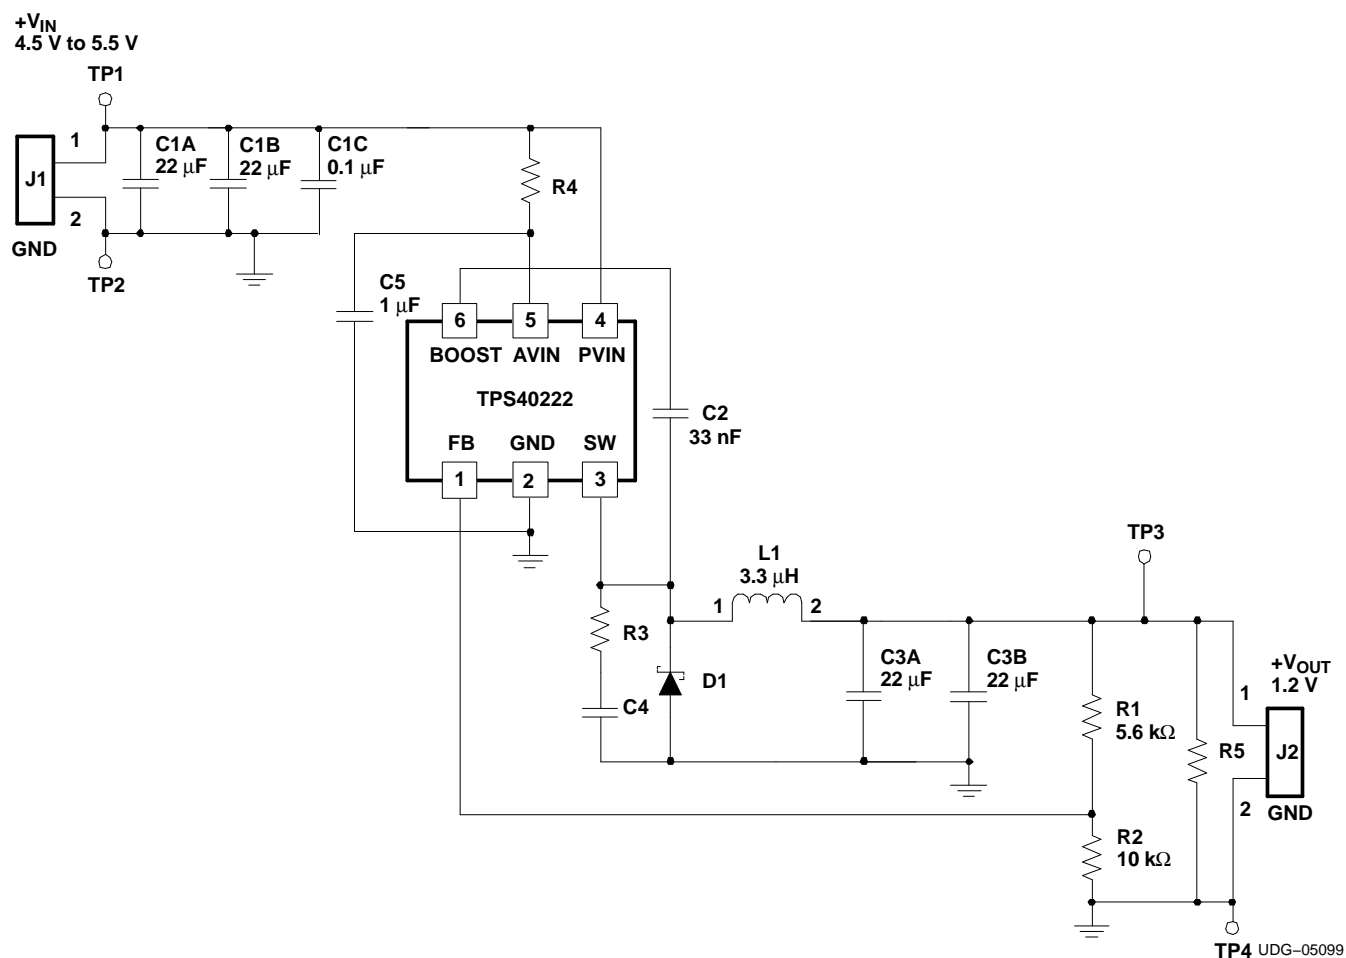 +VIN
4.5 V to 5.5 V
TP1
1
J1
2
GND
TP2
C1A
22 μF
C1B
22 μF
C1C
0.1 μF
R4
C5
1 μF
6
5
4
BOOST
AVIN
PVIN
TPS40222
FB
GND
SW
1
2
3
C2
33 nF
L1
3.3 μH
1
2
TP3
R3
C4
D1
C3A
22 μF
C3B
22 μF
R1
5.6 kΩ
R5
+VOUT
1.2 V
1
J2
2
GND
R2
10 kΩ
TP4
UDG–05099